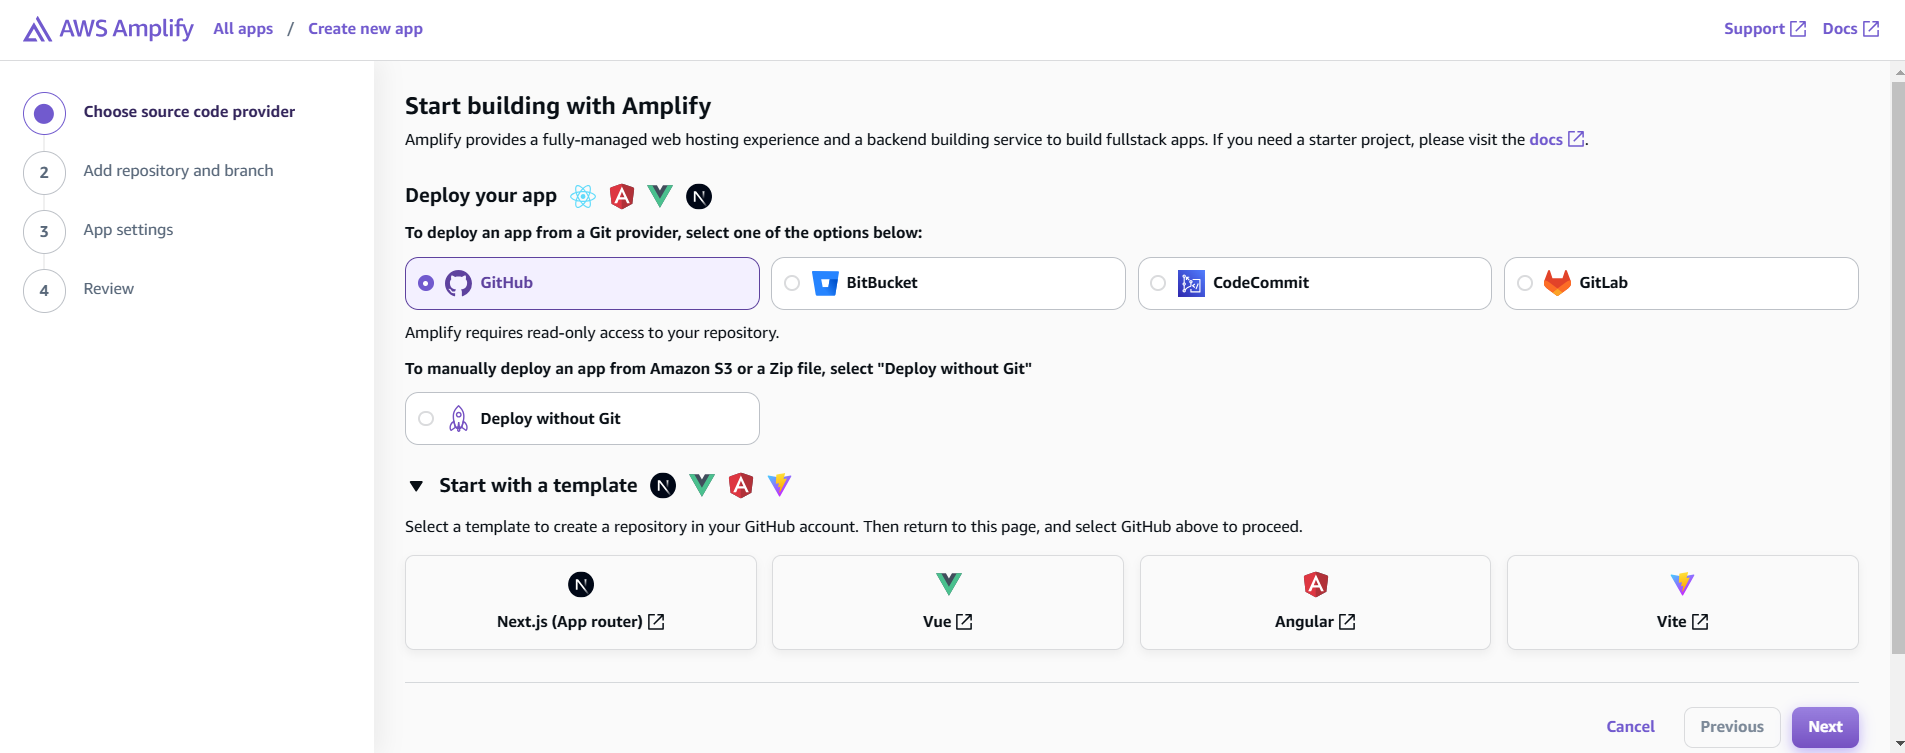 AWS Amplify All apps / Create new app Support Docs
Choose source code provider
2 Add repository and branch
3 App settings
4 Review
Start building with Amplify
Amplify provides a fully-managed web hosting experience and a backend building service to build fullstack apps. If you need a starter project, please visit the docs .
Deploy your app
To deploy an app from a Git provider, select one of the options below:
GitHub BitBucket CodeCommit GitLab
Amplify requires read-only access to your repository.
To manually deploy an app from Amazon S3 or a Zip file, select "Deploy without Git"
Deploy without Git
Start with a template
Select a template to create a repository in your GitHub account. Then return to this page, and select GitHub above to proceed.
Next.js (App router) Vue Angular Vite
Cancel Previous Next